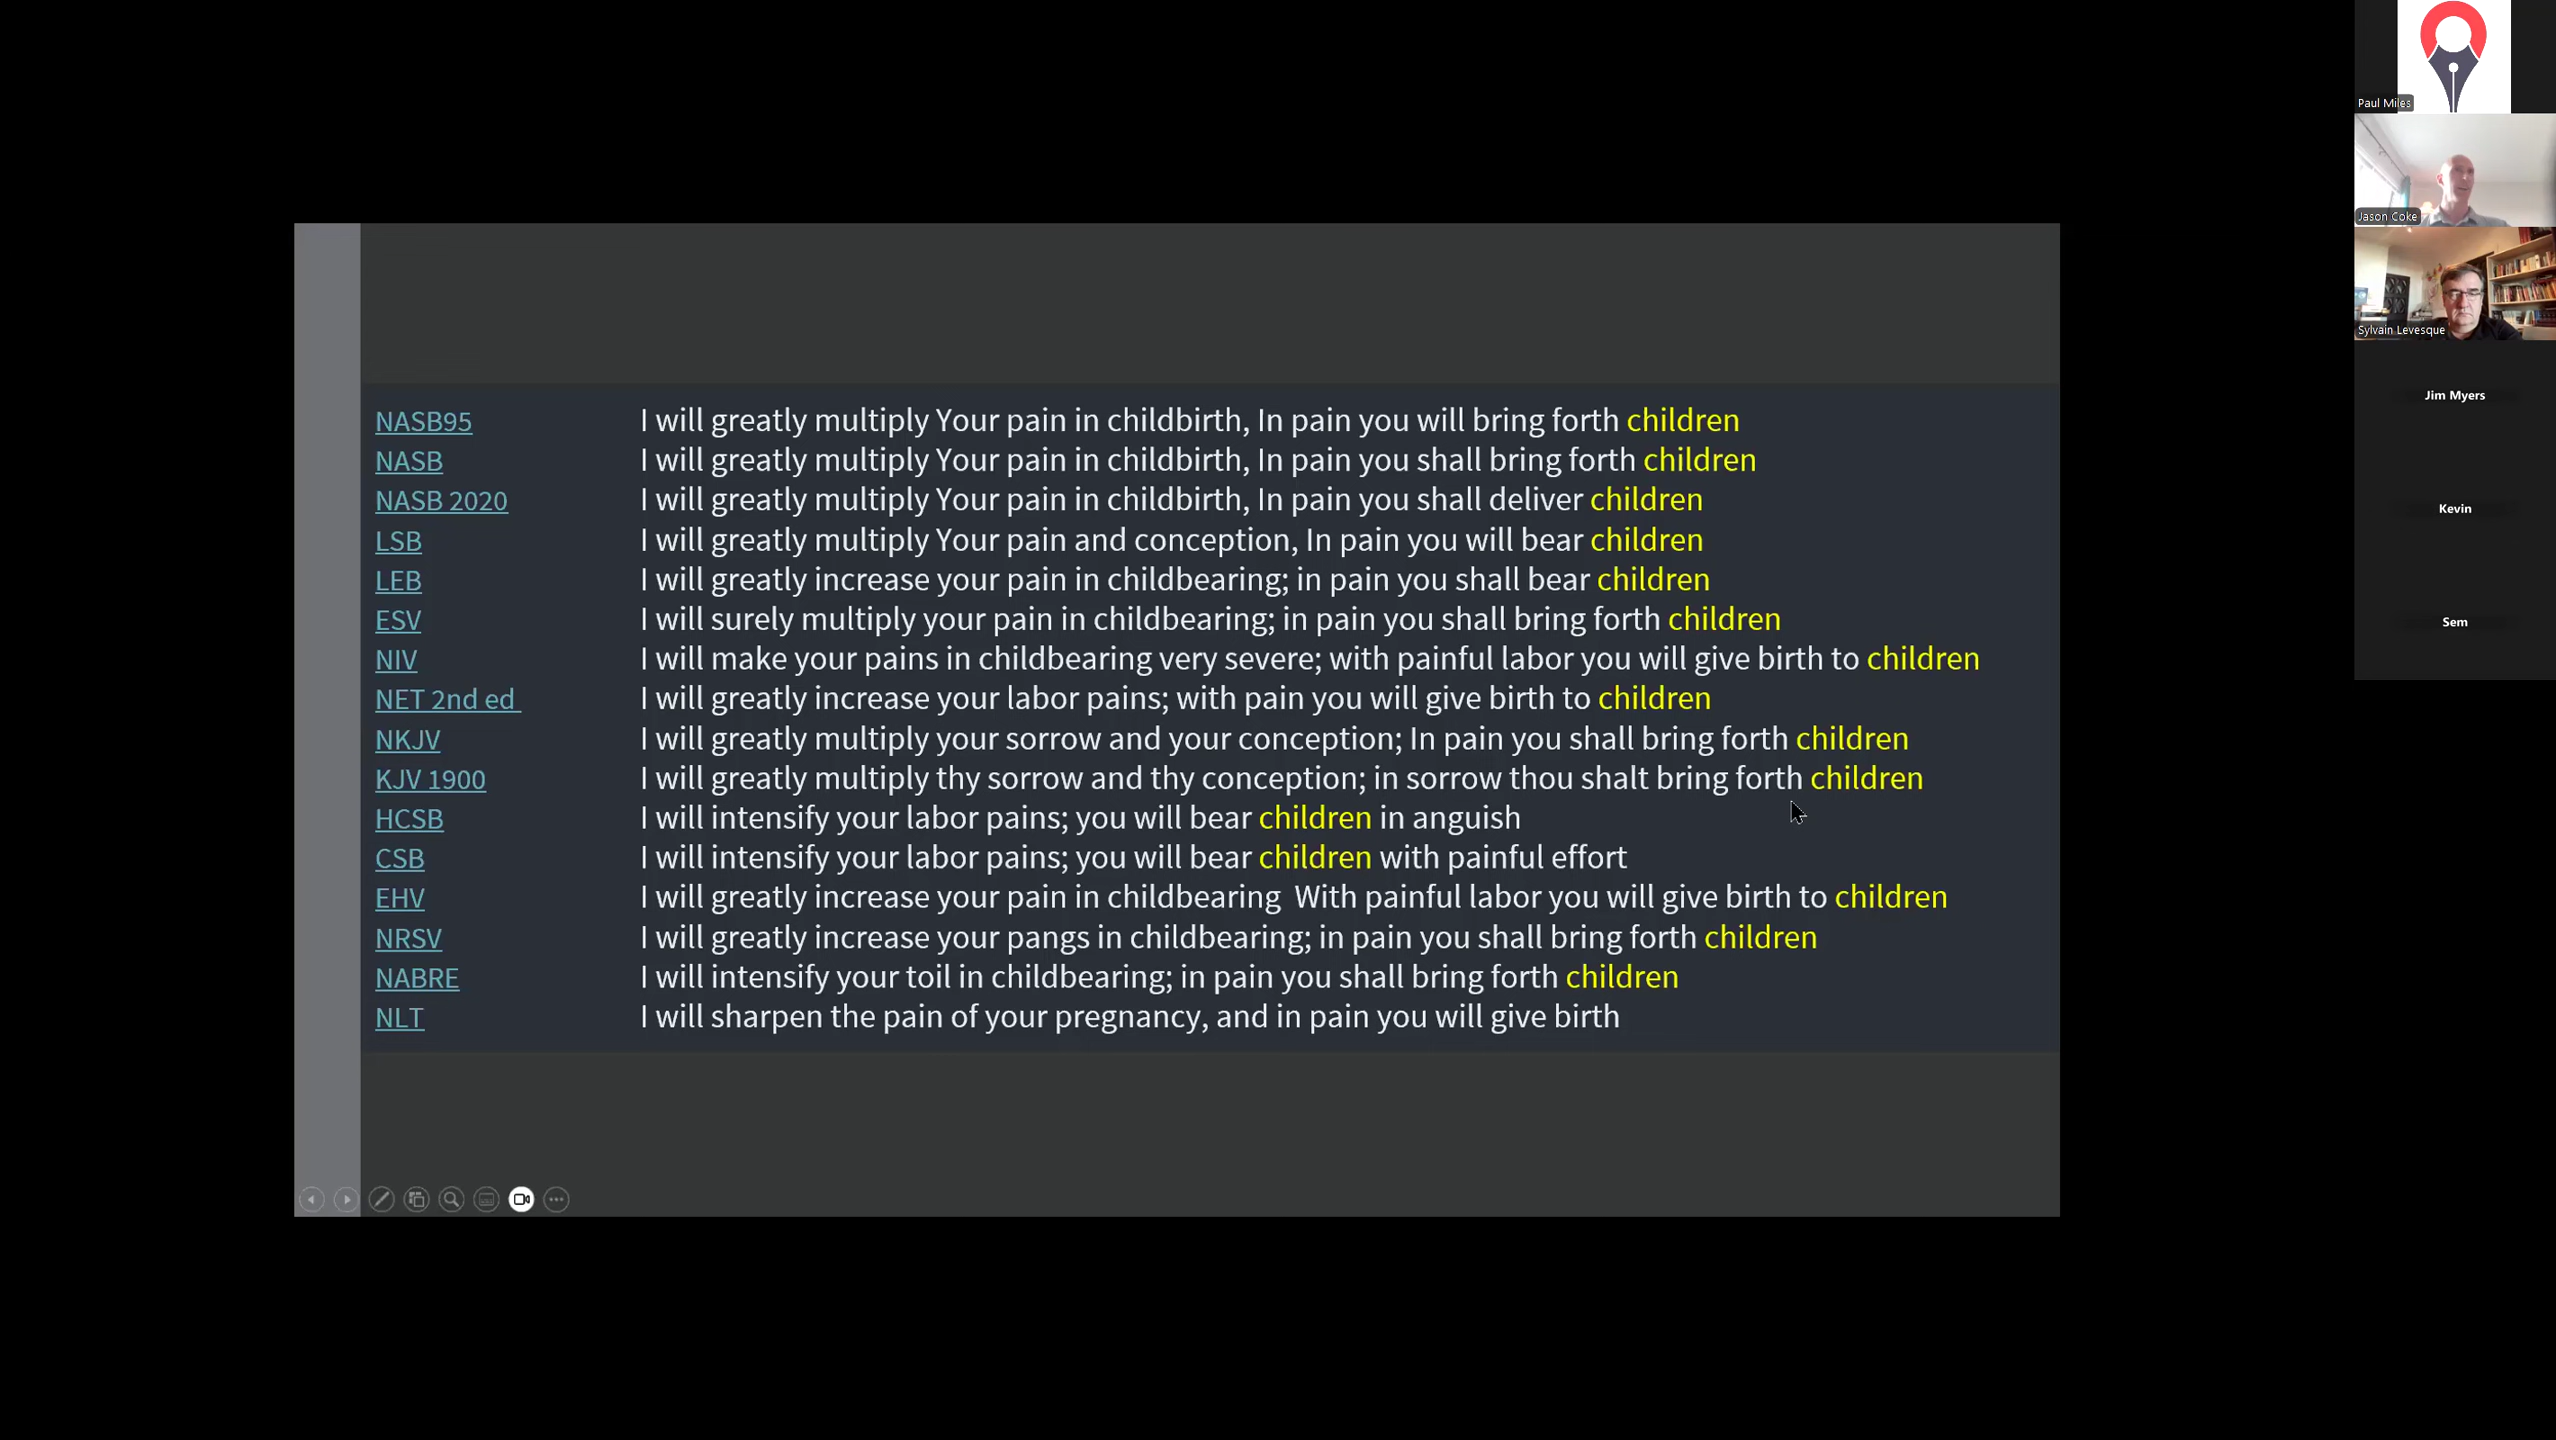 NASB95 I will greatly multiply Your pain in childbirth, In pain you will bring forth children
NASB I will greatly multiply Your pain in childbirth, In pain you shall bring forth children
NASB 2020 I will greatly multiply Your pain in childbirth, In pain you shall deliver children
LSB I will greatly multiply Your pain and conception, In pain you will bear children
LEB I will greatly increase your pain in childbearing; in pain you shall bear children
ESV I will surely multiply your pain in childbearing; in pain you shall bring forth children
NIV I will make your pains in childbearing very severe; with painful labor you will give birth to children
NET 2nd ed I will greatly increase your labor pains; with pain you will give birth to children
NKJV I will greatly multiply your sorrow and your conception; In pain you shall bring forth children
KJV 1900 I will greatly multiply thy sorrow and thy conception; in sorrow thou shalt bring forth children
HCSB I will intensify your labor pains; you will bear children in anguish
CSB I will intensify your labor pains; you will bear children with painful effort
EHV I will greatly increase your pain in childbearing With painful labor you will give birth to children
NRSV I will greatly increase your pangs in childbearing; in pain you shall bring forth children
NABRE I will intensify your toil in childbearing; in pain you shall bring forth children
NLT I will sharpen the pain of your pregnancy, and in pain you will give birth
Paul Miles
Jason Coke
Sylvain Levesque
Jim Myers
Kevin
Sem